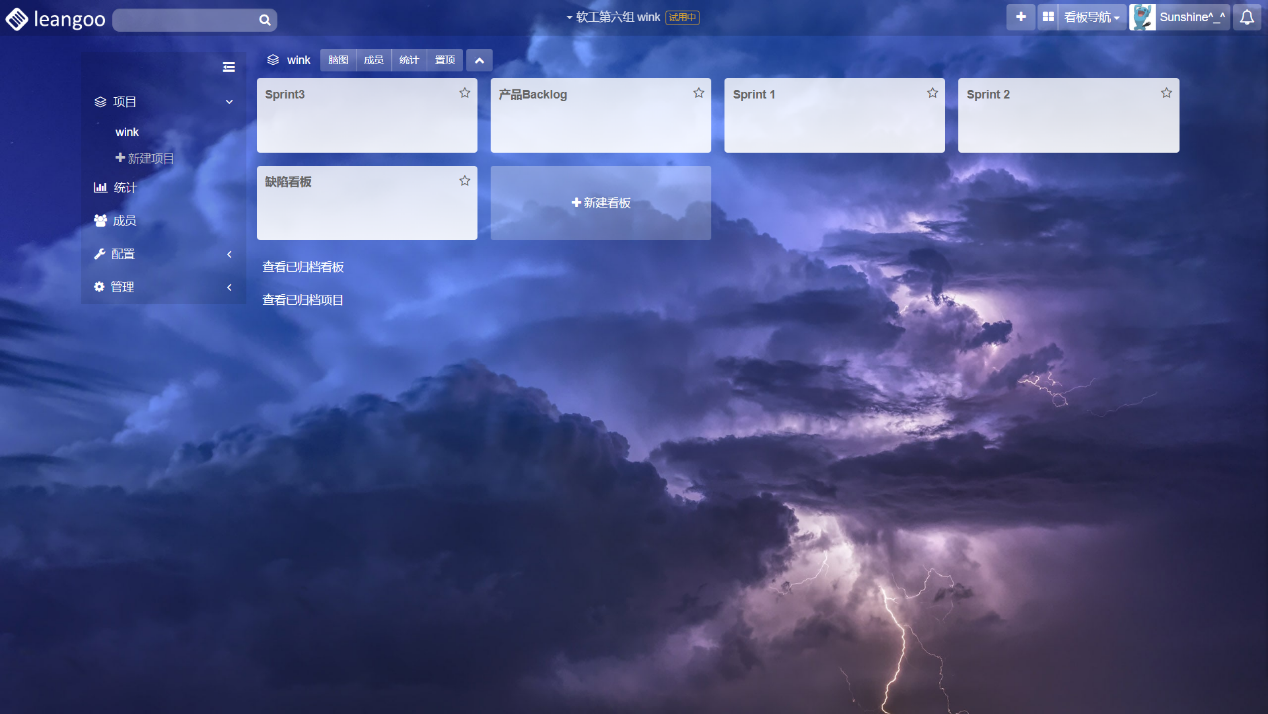 leangoo
软工第六组 wink 试用中
看板导航
Sunshine^_^
wink 脑图 成员 统计 置顶
项目
wink
新建项目
统计
成员
配置
管理
Sprint3
产品Backlog
Sprint 1
Sprint 2
缺陷看板
新建看板
查看已归档看板
查看已归档项目